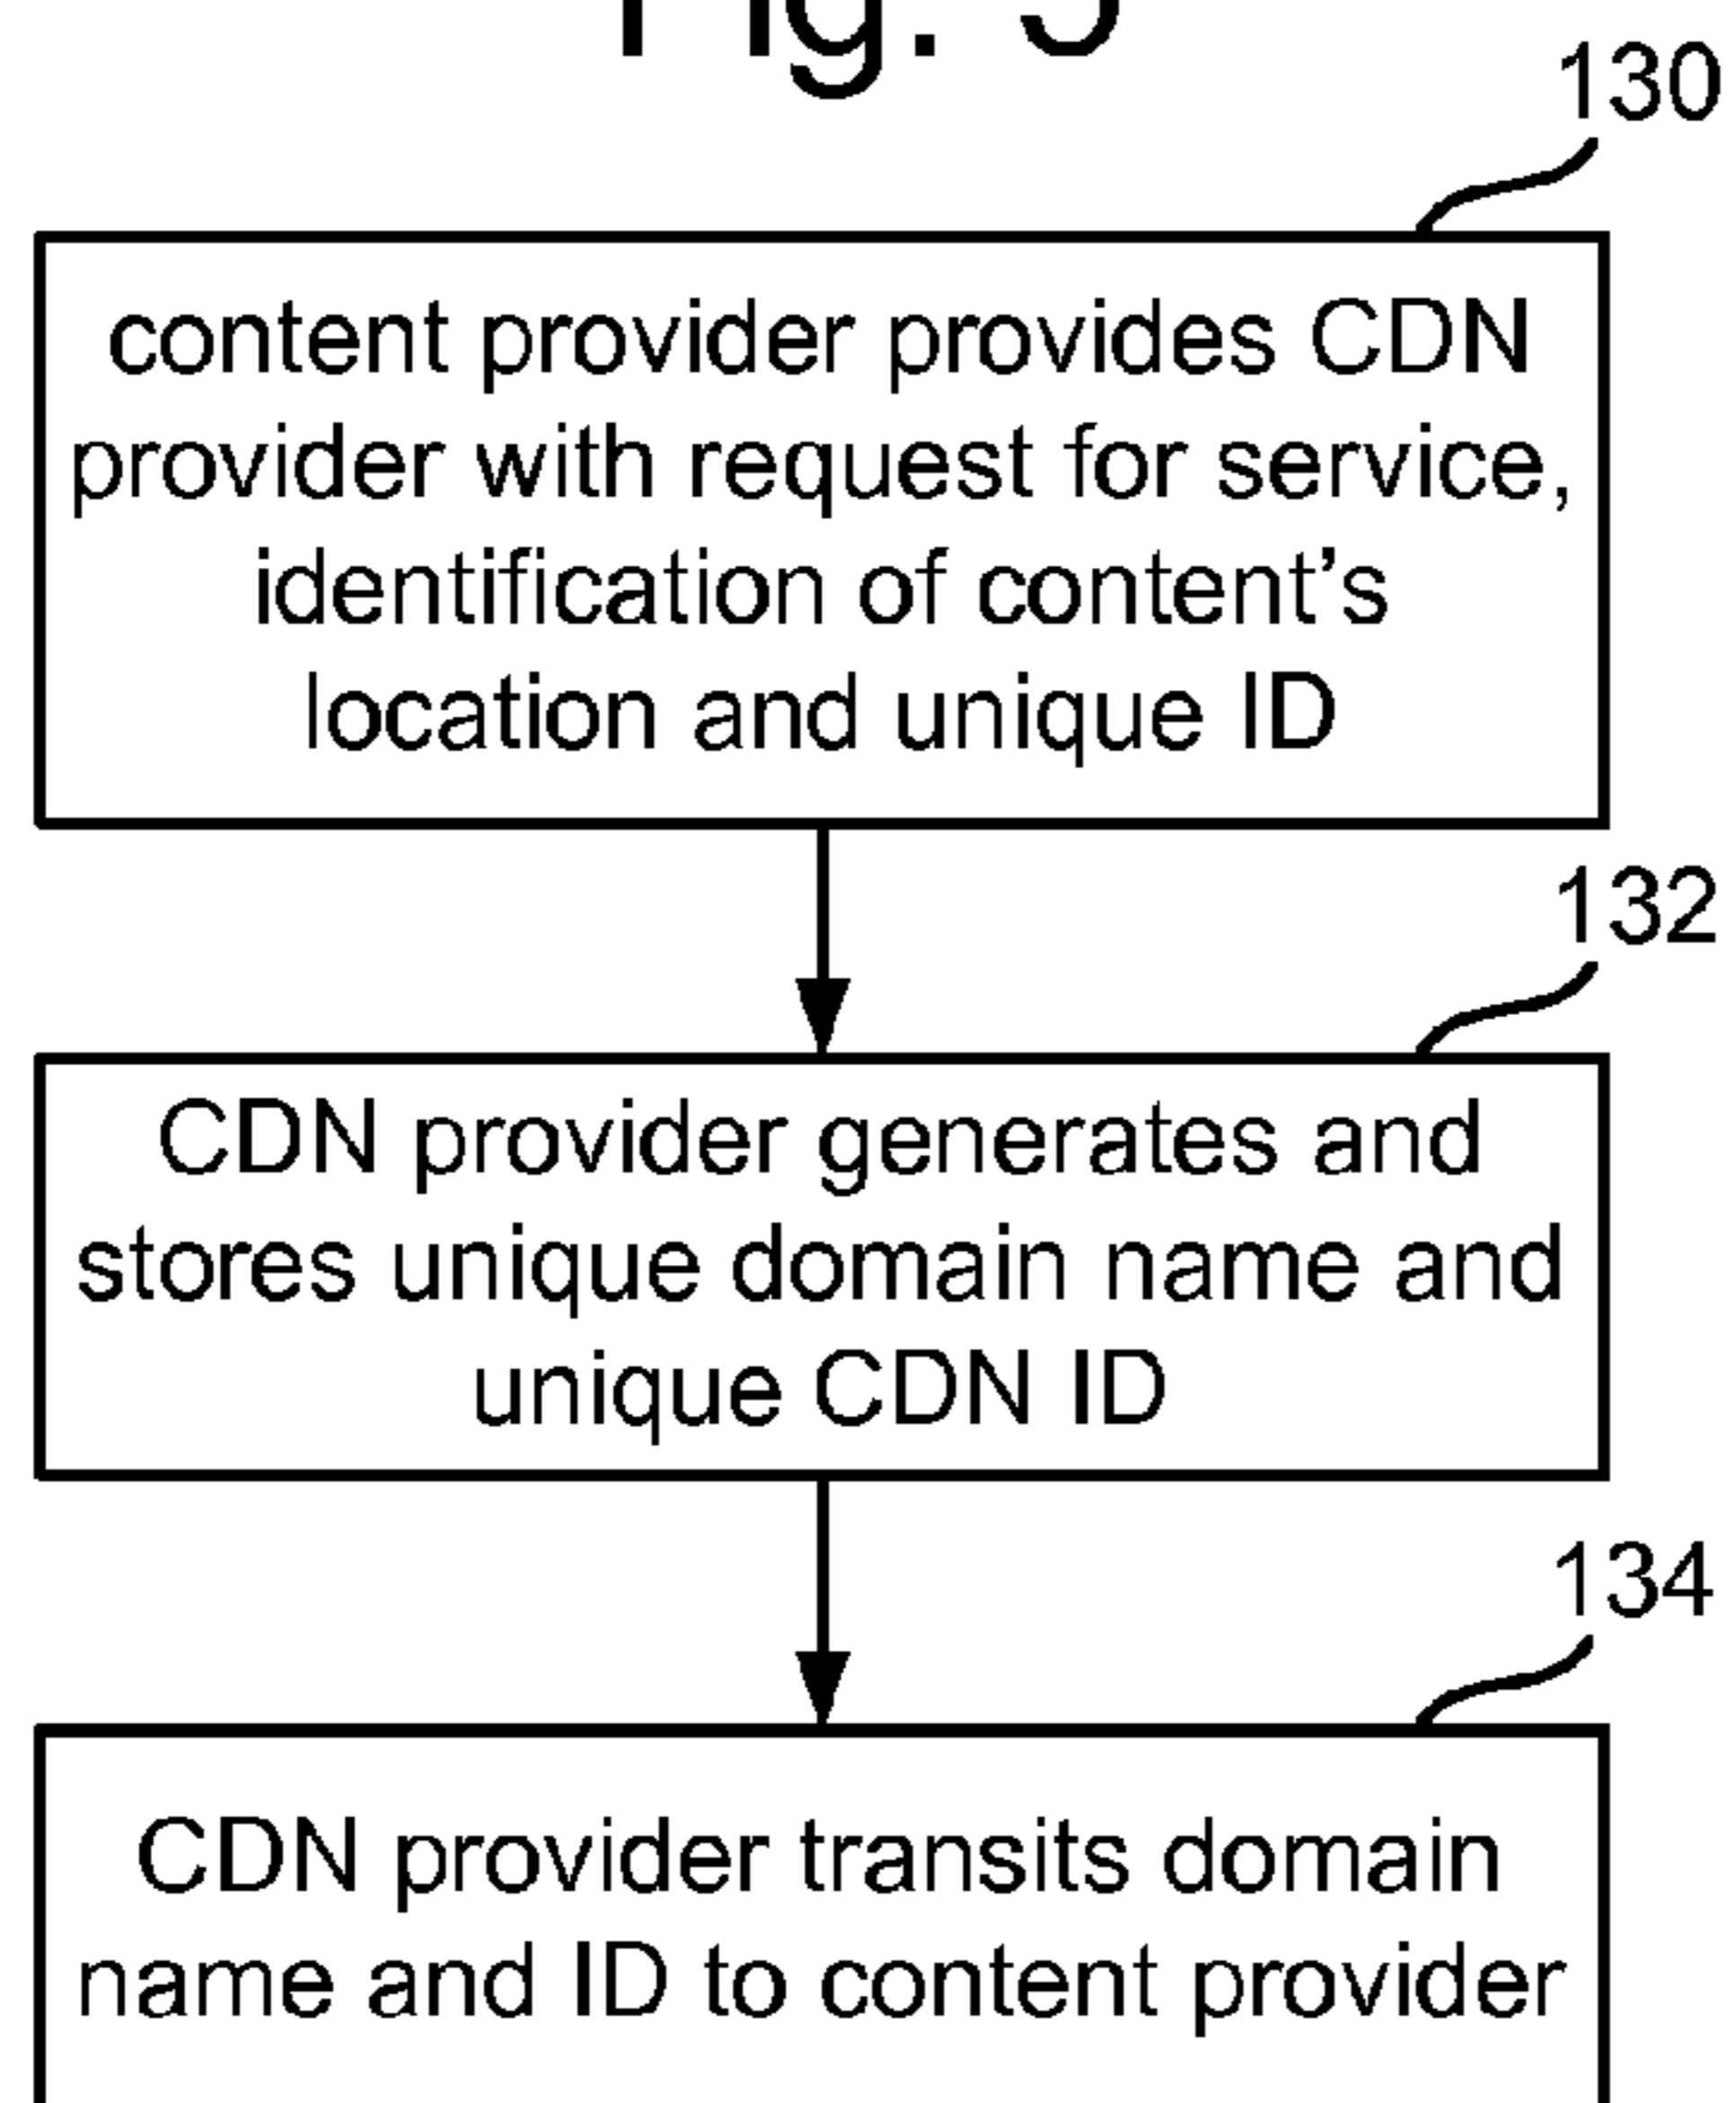 Fig.
130
content provider provides CDN
provider with request for service,
identification of content’s
location and unique ID
132
CDN provider generates and
stores unique domain name and
unique CDN ID
134
CDN provider transits domain
name and ID to content provider